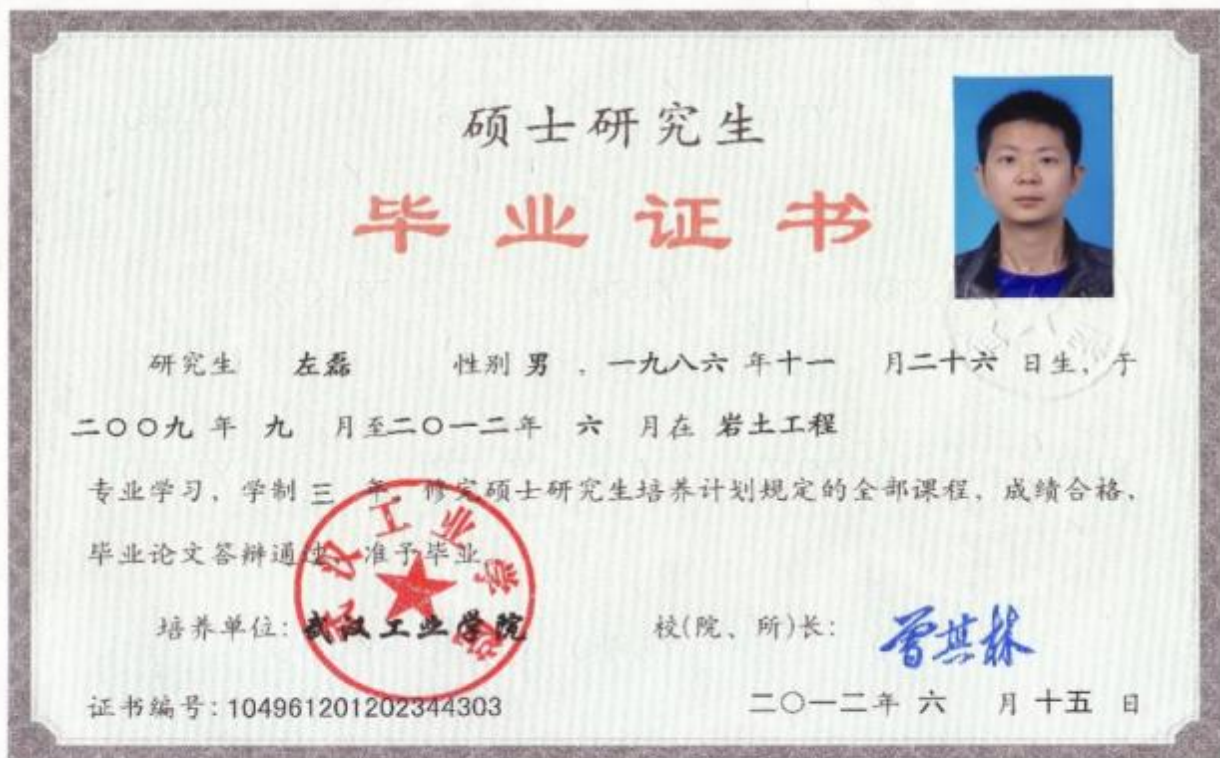 硕士研究生
毕业证书
研究生 左磊 性别 男 ，一九八六 年十一 月二十六 日生，于
二〇〇九 年 九 月至二〇一二年 六 月在 岩土工程
专业学习，学制 三 年，修完硕士研究生培养计划规定的全部课程，成绩合格，
毕业论文答辩通过，准予毕业。
武汉工业学院
培养单位：武汉工业学院 校(院、所)长：曾其林
证书编号：104961201202344303 二〇一二年 六 月 十五 日